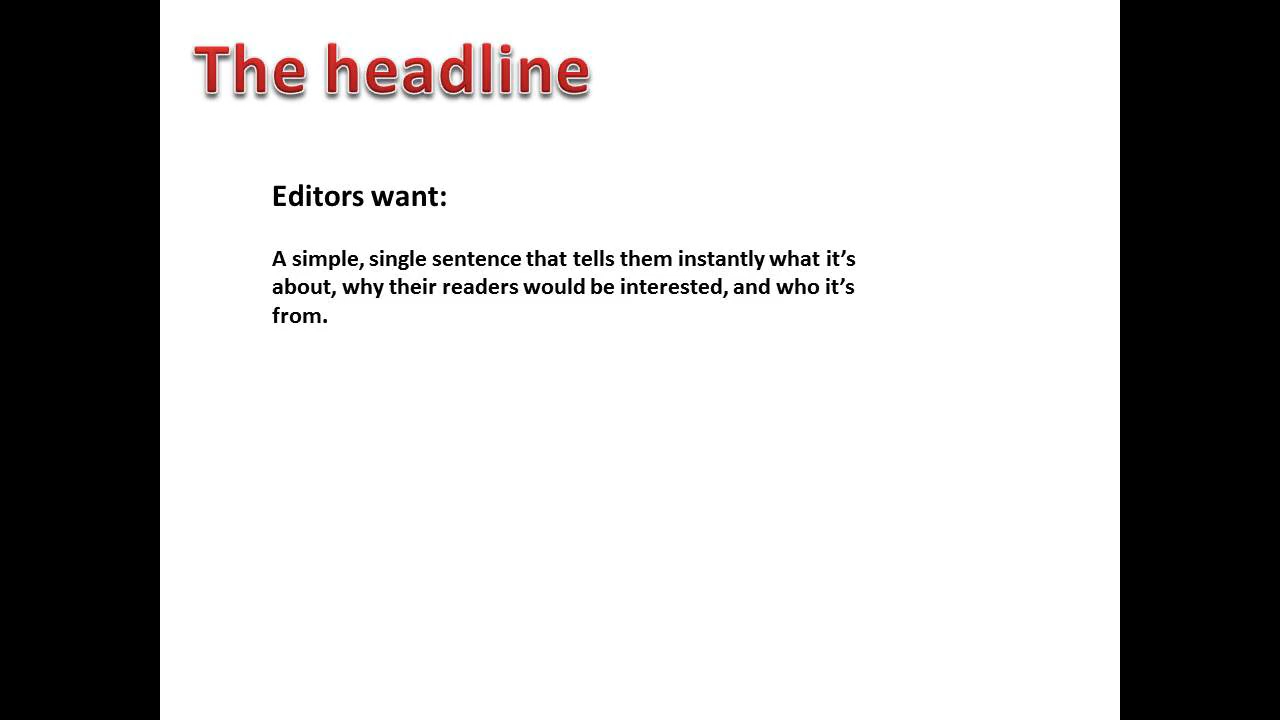 The headline
Editors want:
A simple, single sentence that tells them instantly what it’s
about, why their readers would be interested, and who it’s
from.